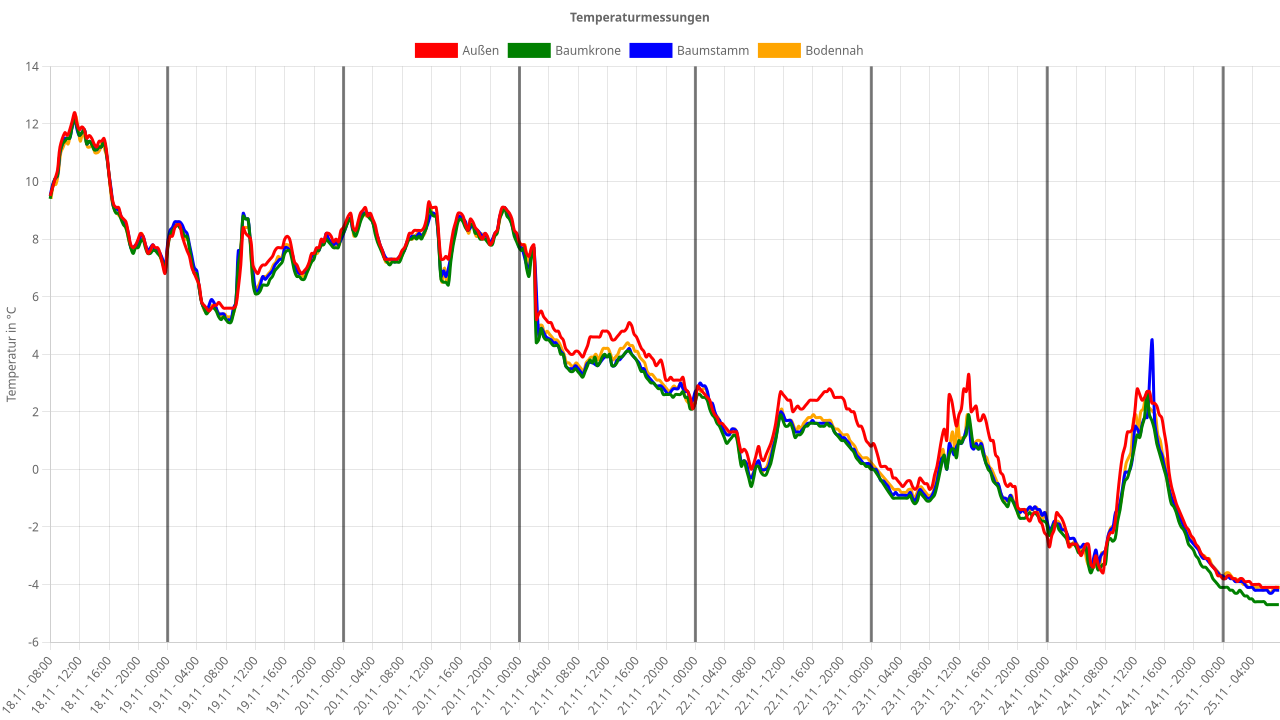 Temperaturmessungen
Außen Baumkrone Baumstamm Bodennah
Temperatur in °C
14
12
10
8
6
4
2
0
-2
-4
-6
18.11 - 08:00
18.11 - 12:00
18.11 - 16:00
18.11 - 20:00
19.11 - 00:00
19.11 - 04:00
19.11 - 08:00
19.11 - 12:00
19.11 - 16:00
19.11 - 20:00
20.11 - 00:00
20.11 - 04:00
20.11 - 08:00
20.11 - 12:00
20.11 - 16:00
20.11 - 20:00
21.11 - 00:00
21.11 - 04:00
21.11 - 08:00
21.11 - 12:00
21.11 - 16:00
21.11 - 20:00
22.11 - 00:00
22.11 - 04:00
22.11 - 08:00
22.11 - 12:00
22.11 - 16:00
22.11 - 20:00
23.11 - 00:00
23.11 - 04:00
23.11 - 08:00
23.11 - 12:00
23.11 - 16:00
23.11 - 20:00
24.11 - 00:00
24.11 - 04:00
24.11 - 08:00
24.11 - 12:00
24.11 - 16:00
24.11 - 20:00
25.11 - 00:00
25.11 - 04:00